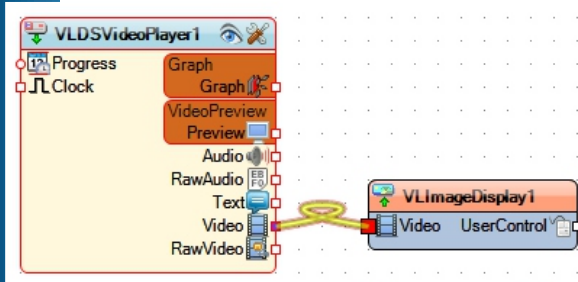 VLDSVideoPlayer1
Progress
Clock
Graph
Graph
VideoPreview
Preview
Audio
RawAudio
Text
Video
RawVideo
VLImageDisplay1
Video UserControl